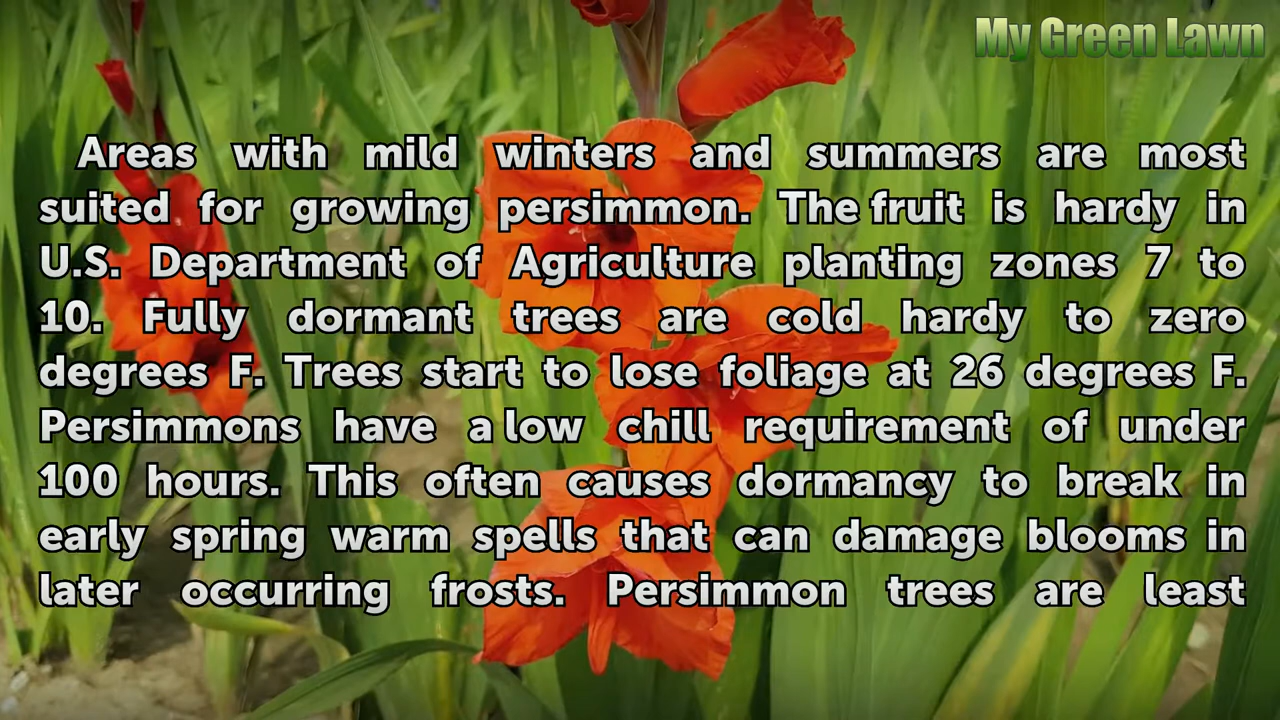 My Green Lawn
Areas with mild winters and summers are most
suited for growing persimmon. The fruit is hardy in
U.S. Department of Agriculture planting zones 7 to
10. Fully dormant trees are cold hardy to zero
degrees F. Trees start to lose foliage at 26 degrees F.
Persimmons have a low chill requirement of under
100 hours. This often causes dormancy to break in
early spring warm spells that can damage blooms in
later occurring frosts. Persimmon trees are least